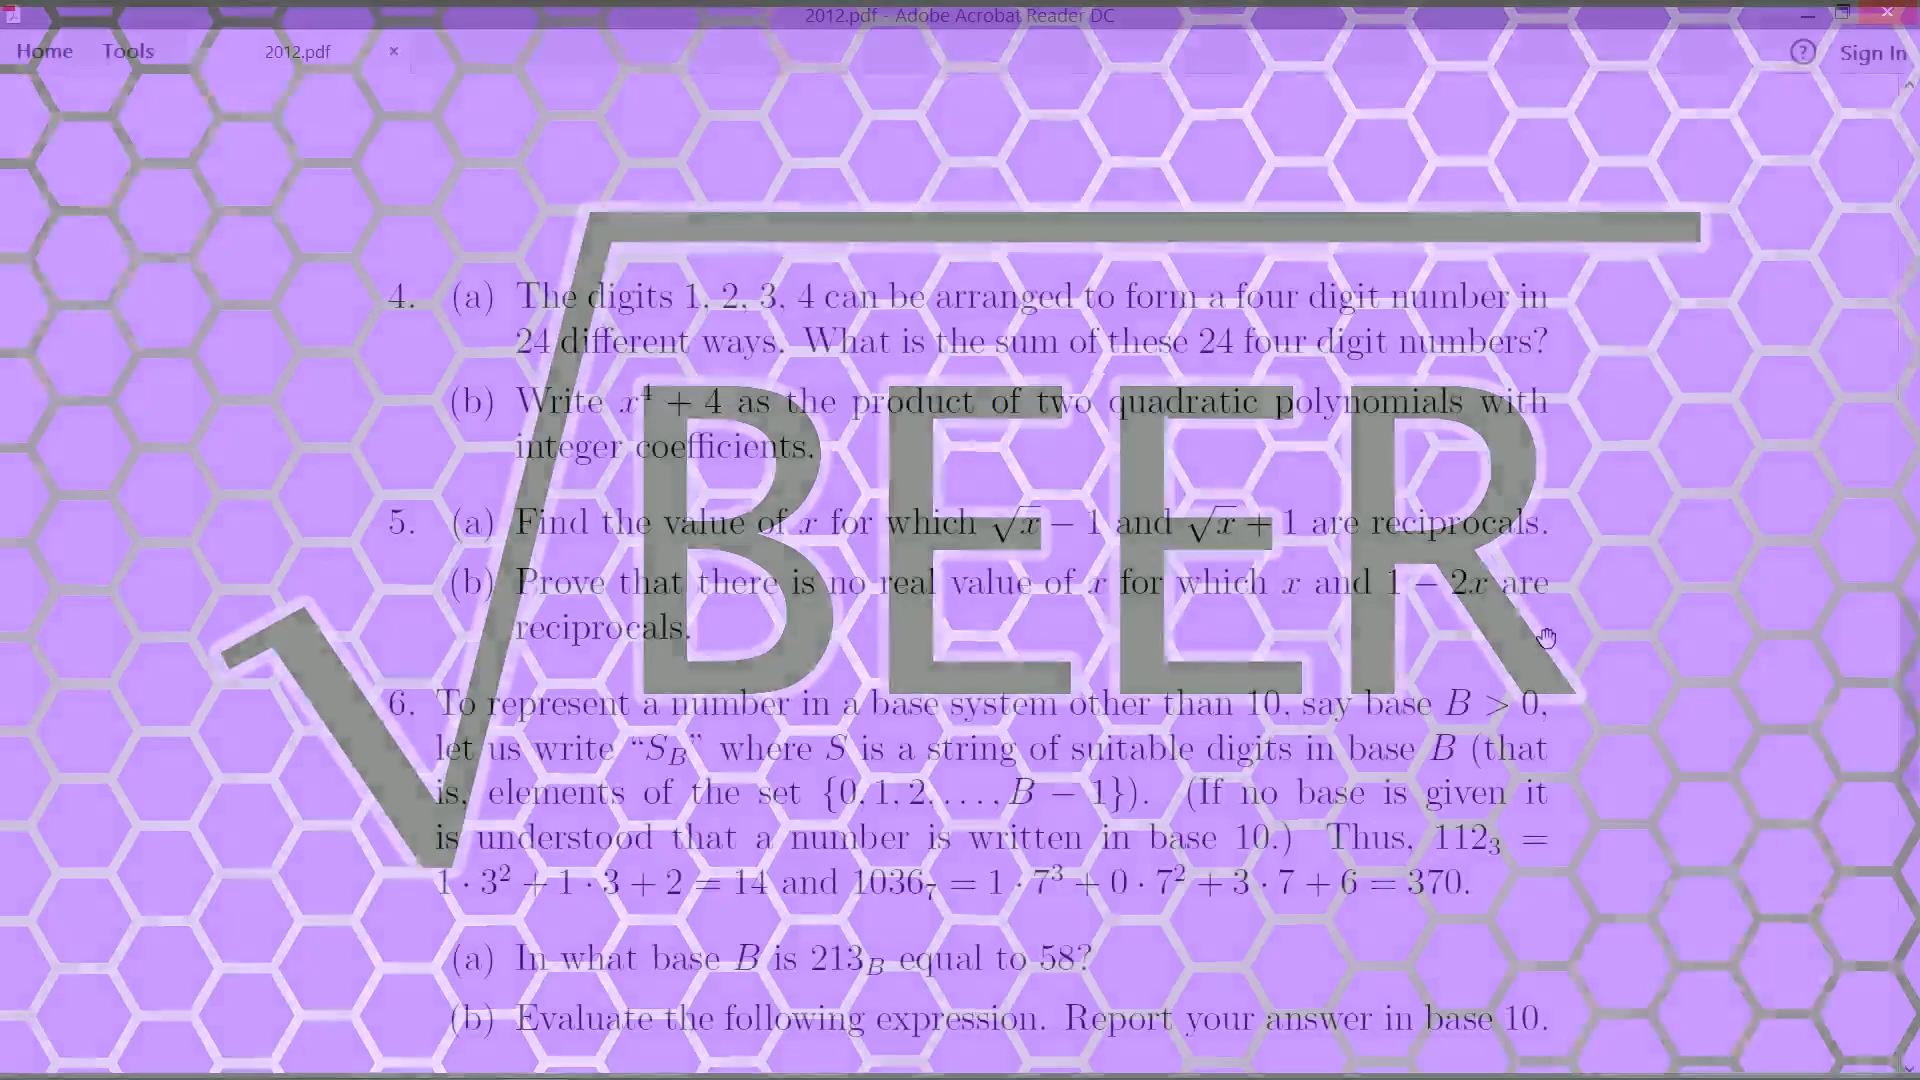 2012.pdf - Adobe Acrobat Reader DC
Home Tools 2012.pdf × ? Sign In
4. (a) The digits 1, 2, 3, 4 can be arranged to form a four digit number in
24 different ways. What is the sum of these 24 four digit numbers?
(b) Write x⁴ + 4 as the product of two quadratic polynomials with
integer coefficients.
5. (a) Find the value of x for which √x − 1 and √x + 1 are reciprocals.
(b) Prove that there is no real value of x for which x and 1 − 2x are
reciprocals.
√BEER
6. To represent a number in a base system other than 10, say base B > 0,
let us write “S_B” where S is a string of suitable digits in base B (that
is, elements of the set {0, 1, 2, . . . , B − 1}). (If no base is given it
is understood that a number is written in base 10.) Thus, 112₃ =
1 · 3² + 1 · 3 + 2 = 14 and 1036₇ = 1 · 7³ + 0 · 7² + 3 · 7 + 6 = 370.
(a) In what base B is 213_B equal to 58?
(b) Evaluate the following expression. Report your answer in base 10.